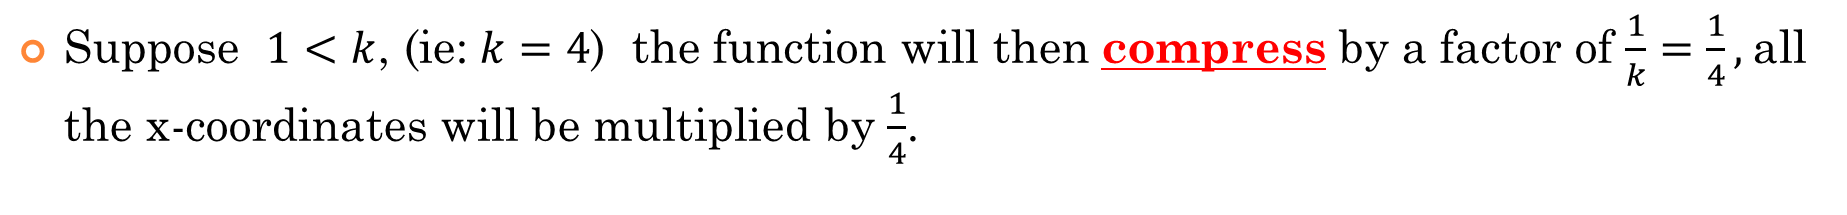 Suppose 1 < k, (ie: k = 4) the function will then compress by a factor of 1/k = 1/4, all
the x-coordinates will be multiplied by 1/4.